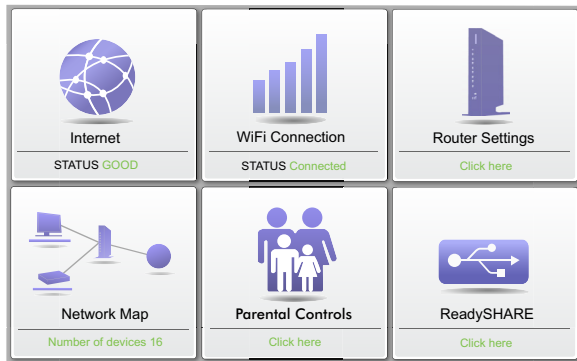 Internet
STATUS GOOD
WiFi Connection
STATUS Connected
Router Settings
Click here
Network Map
Number of devices 16
Parental Controls
Click here
ReadySHARE
Click here